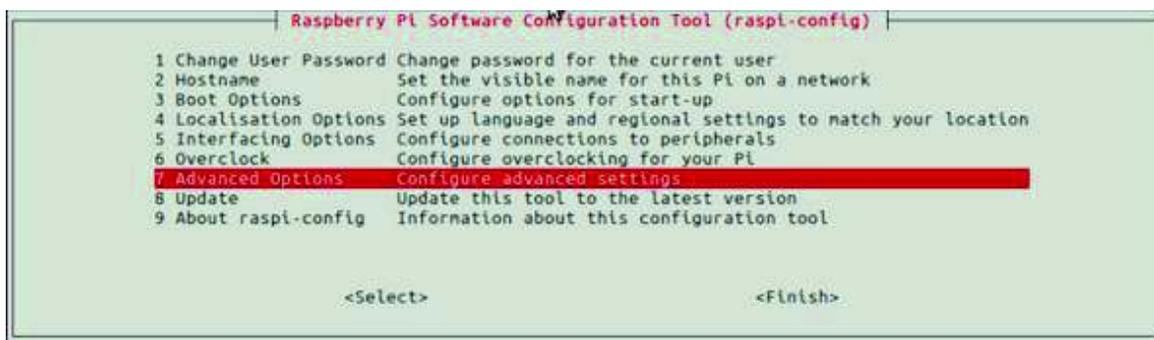 Raspberry Pi Software Configuration Tool (raspi-config)
1 Change User Password Change password for the current user
2 Hostname Set the visible name for this Pi on a network
3 Boot Options Configure options for start-up
4 Localisation Options Set up language and regional settings to match your location
5 Interfacing Options Configure connections to peripherals
6 Overclock Configure overclocking for your Pi
7 Advanced Options Configure advanced settings
8 Update Update this tool to the latest version
9 About raspi-config Information about this configuration tool
<Select> <Finish>